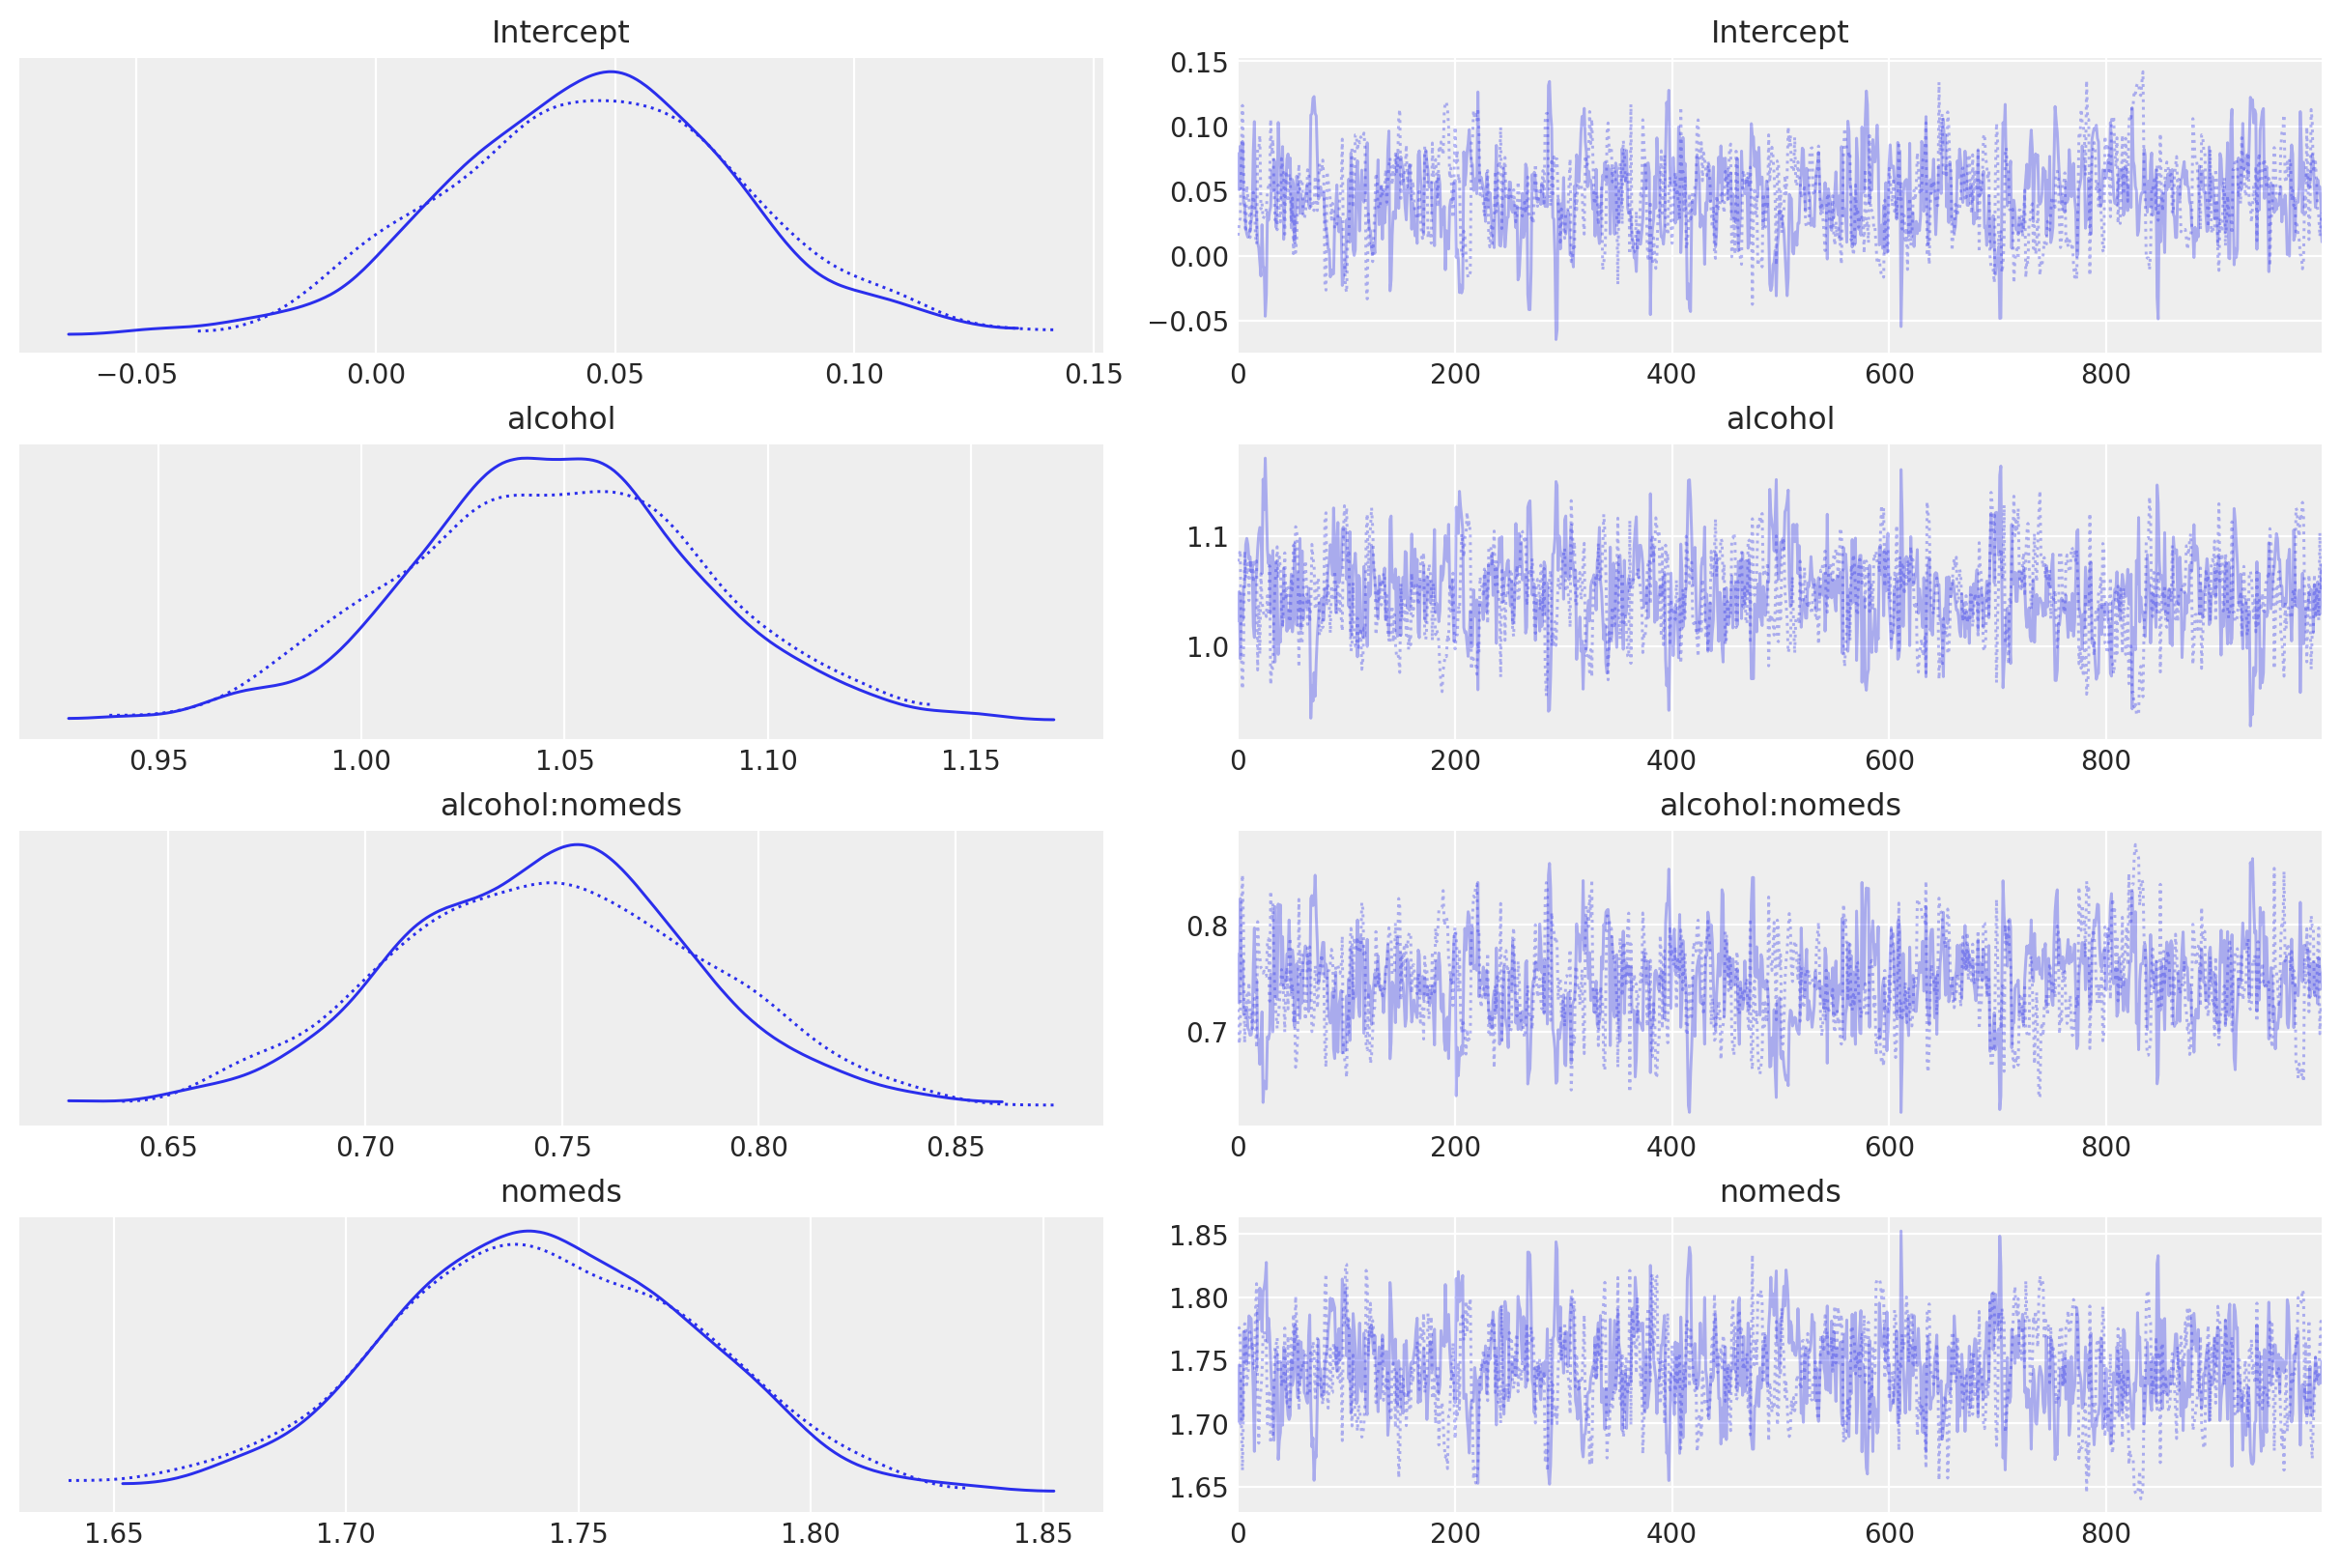 Intercept
Intercept
−0.05 0.00 0.05 0.10 0.15
0.15
0.10
0.05
0.00
−0.05
0 200 400 600 800
alcohol
alcohol
0.95 1.00 1.05 1.10 1.15
1.1
1.0
0 200 400 600 800
alcohol:nomeds
alcohol:nomeds
0.65 0.70 0.75 0.80 0.85
0.8
0.7
0 200 400 600 800
nomeds
nomeds
1.65 1.70 1.75 1.80 1.85
1.85
1.80
1.75
1.70
1.65
0 200 400 600 800